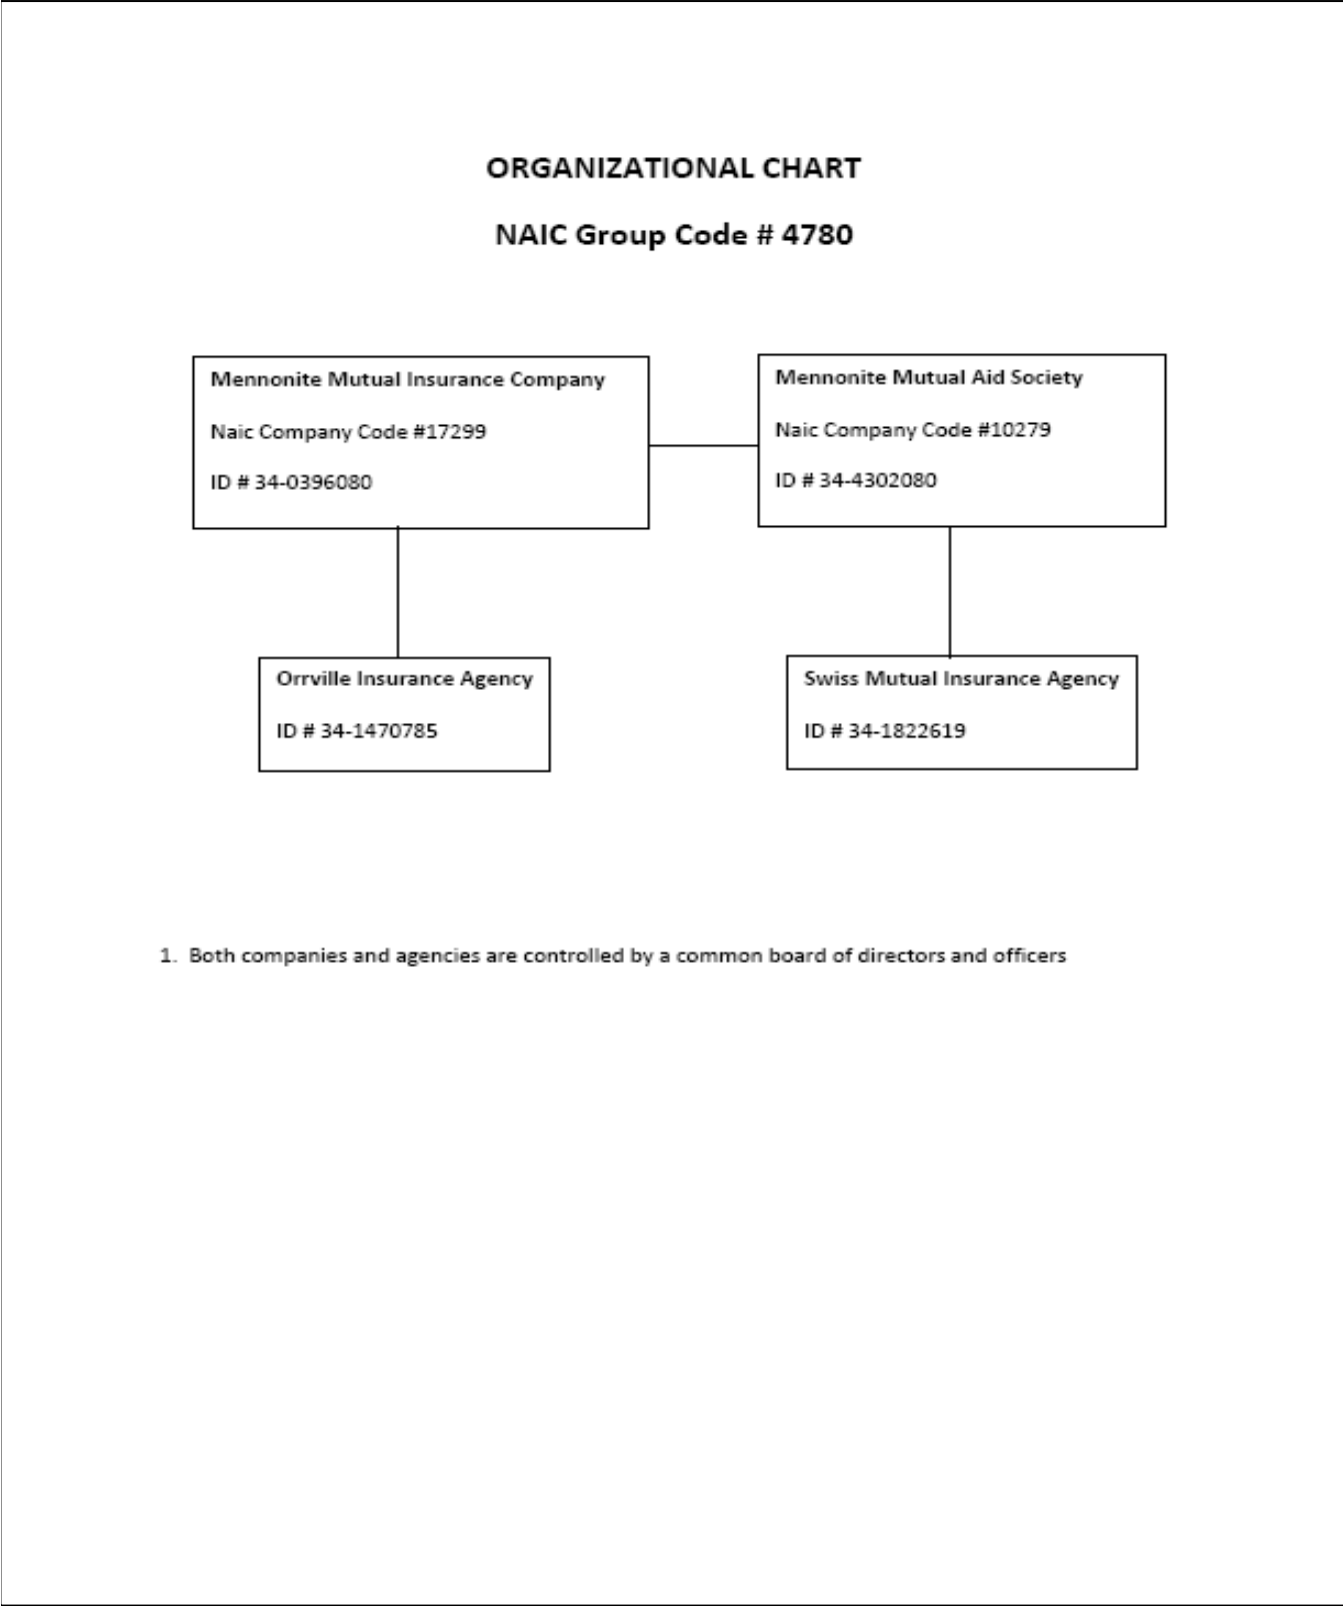 ORGANIZATIONAL CHART
NAIC Group Code # 4780
Mennonite Mutual Insurance Company
Naic Company Code #17299
ID # 34-0396080
Mennonite Mutual Aid Society
Naic Company Code #10279
ID # 34-4302080
Orrville Insurance Agency
ID # 34-1470785
Swiss Mutual Insurance Agency
ID # 34-1822619
1. Both companies and agencies are controlled by a common board of directors and officers